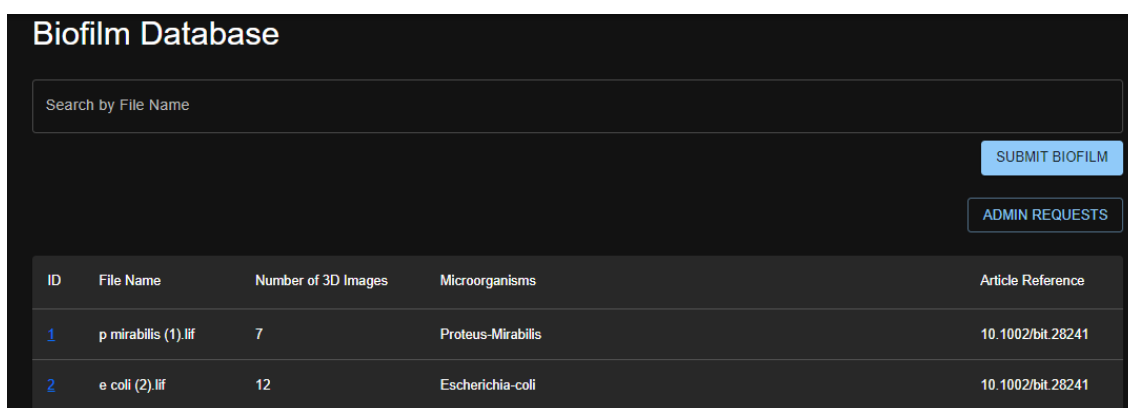 Biofilm Database
Search by File Name
SUBMIT BIOFILM
ADMIN REQUESTS
ID File Name Number of 3D Images Microorganisms Article Reference
1 p mirabilis (1).lif 7 Proteus-Mirabilis 10.1002/bit.28241
2 e coli (2).lif 12 Escherichia-coli 10.1002/bit.28241